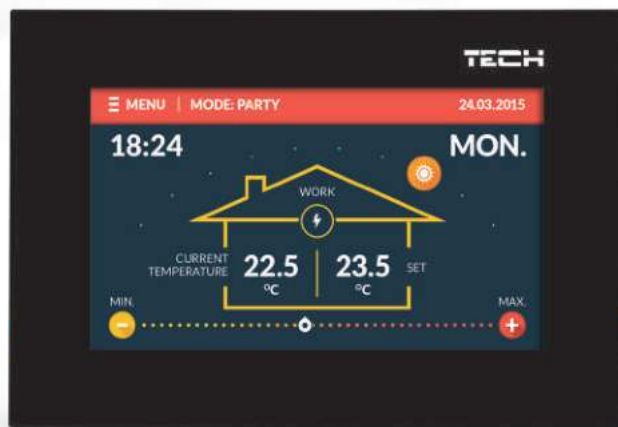 TECH
MENU | MODE: PARTY 24.03.2015
18:24 MON.
WORK
CURRENT TEMPERATURE 22.5 °C 23.5 °C SET
MIN. MAX.